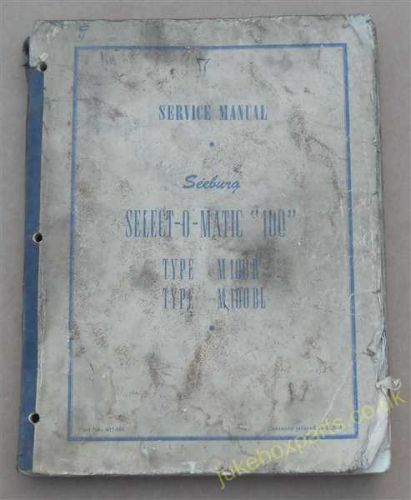 SERVICE MANUAL
Seeburg
SELECT-O-MATIC "100"
TYPE M100B
TYPE M100BL
jukeboxparts.co.uk